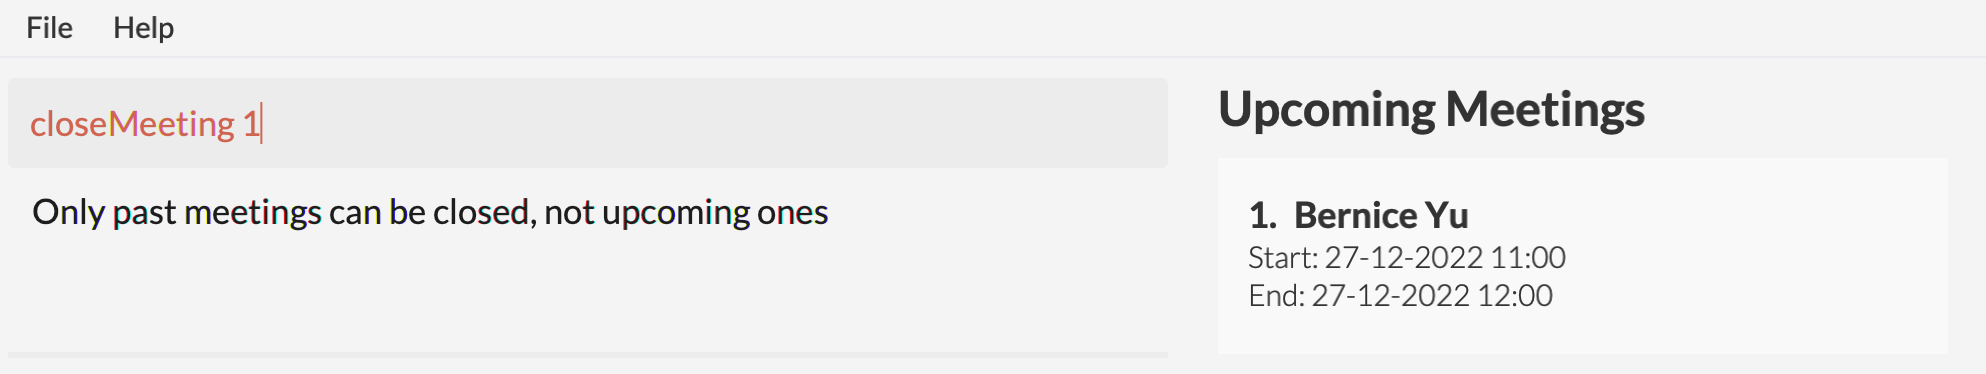 File Help
closeMeeting 1
Only past meetings can be closed, not upcoming ones
Upcoming Meetings
1. Bernice Yu
Start: 27-12-2022 11:00
End: 27-12-2022 12:00